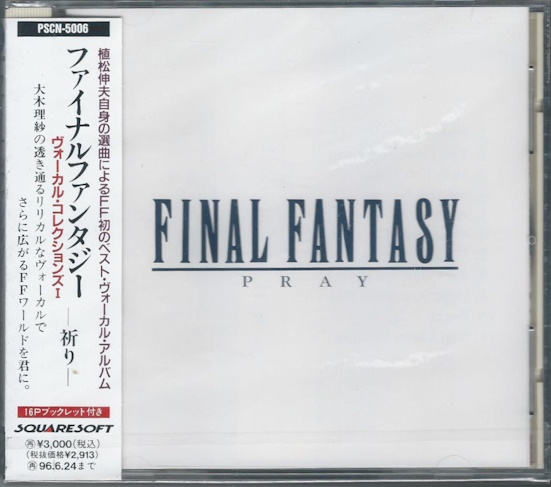 PSCN-5006
植松伸夫自身の選曲によるFF初のベスト・ヴォーカル・アルバム
ファイナルファンタジー
―祈り―
ヴォーカル・コレクションズI
大木理紗の透き通るリリカルなヴォーカルで
さらに広がるFFワールドを君に。
16Pブックレット付き
SQUARESOFT
再¥3,000(税込)
(税抜価格¥2,913)
再96.6.24まで
FINAL FANTASY
PRAY